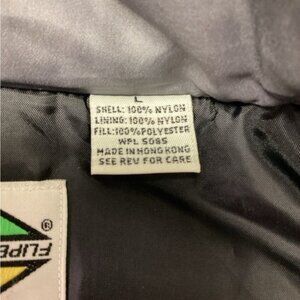 L
SHELL: 100% NYLON
LINING: 100% NYLON
FILL: 100% POLYESTER
WPL 5085
MADE IN HONG KONG
SEE REV FOR CARE
®
FLIPE